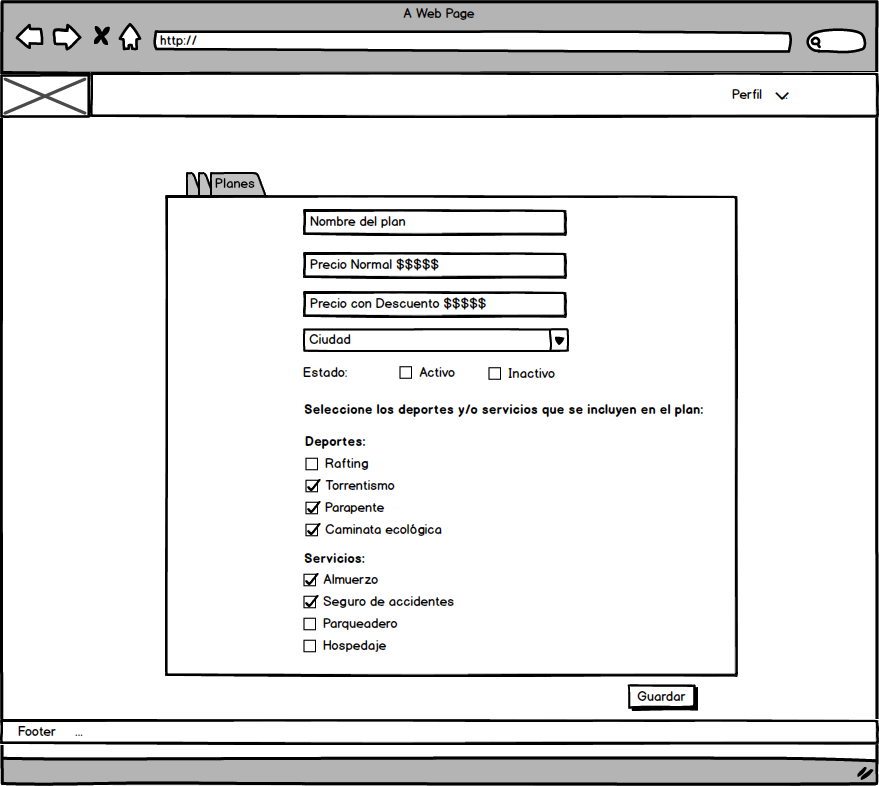 A Web Page
http://
Perfil
Planes
Nombre del plan
Precio Normal $$$$$
Precio con Descuento $$$$$
Ciudad
Estado: Activo Inactivo
Seleccione los deportes y/o servicios que se incluyen en el plan:
Deportes:
Rafting
Torrentismo
Parapente
Caminata ecológica
Servicios:
Almuerzo
Seguro de accidentes
Parqueadero
Hospedaje
Guardar
Footer ...